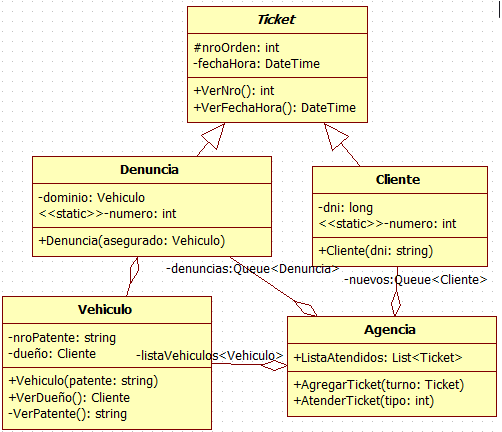 Ticket
#nroOrden: int
-fechaHora: DateTime
+VerNro(): int
+VerFechaHora(): DateTime
Denuncia
-dominio: Vehiculo
<<static>>-numero: int
+Denuncia(asegurado: Vehiculo)
Cliente
-dni: long
<<static>>-numero: int
+Cliente(dni: string)
-denuncias:Queue<Denuncia>
-nuevos:Queue<Cliente>
Vehiculo
-nroPatente: string
-dueño: Cliente
+Vehiculo(patente: string)
+VerDueño(): Cliente
-VerPatente(): string
-listaVehiculos<Vehiculo>
Agencia
+ListaAtendidos: List<Ticket>
+AgregarTicket(turno: Ticket)
+AtenderTicket(tipo: int)